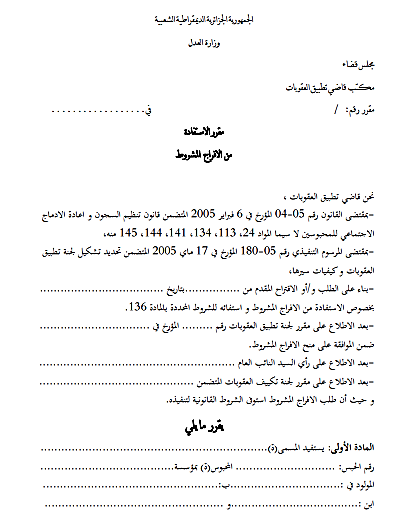 الجمهورية الجزائرية الديمقراطية الشعبية
وزارة العدل
مجلس قضاء
مكتب قاضي تطبيق العقوبات
مقرر رقم: / في..................
مقرر الاستفادة
من الافراج المشروط
نحن قاضي تطبيق العقوبات ،
-بمقتضى القانون رقم 05-04 المؤرخ في 6 فبراير 2005 المتضمن قانون تنظيم السجون و اعادة الادماج
الاجتماعي للمحبوسين لا سيما المواد 24، 113، 134، 141، 144، 145 منه،
-بمقتضى المرسوم التنفيذي رقم 05-180 المؤرخ في 17 ماي 2005 المتضمن تحديد تشكيل لجنة تطبيق
العقوبات وكيفيات سيرها،
-بناء على الطلب و/أو الاقتراح المقدم من ...............بتاريخ ...............................
بخصوص الاستفادة من الافراج المشروط و استفائه للشروط المحددة بالمادة 136.
-بعد الاطلاع على مقرر لجنة تطبيق العقوبات رقم ......... المؤرخ في .....................
ضمن الموافقة على منح الافراج المشروط.
-بعد الاطلاع على رأي السيد النائب العام ..................................................
-بعد الاطلاع على مقرر لجنة تكييف العقوبات المتضمن ......................................
و حيث أن طلب الافراج المشروط استوفى الشروط القانونية لتنفيذه.
يقرر ما يلي
المادة الأولى: يستفيد المسمى(ة)..........................................................
رقم الحبس: ......................... المحبوس(ة) بمؤسسة........................................
المولود في :............................ب:.............................................
ابن :................................و ..............................................